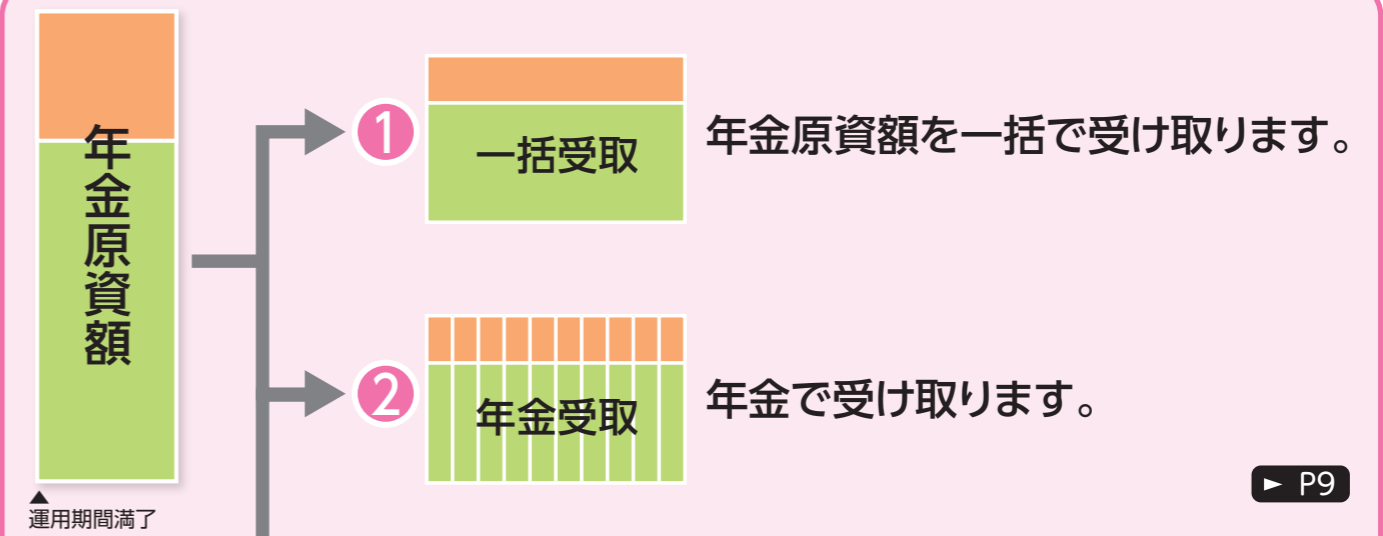 年金原資額
❶
一括受取
年金原資額を一括で受け取ります。
❷
年金受取
年金で受け取ります。
► P9
▲
運用期間満了